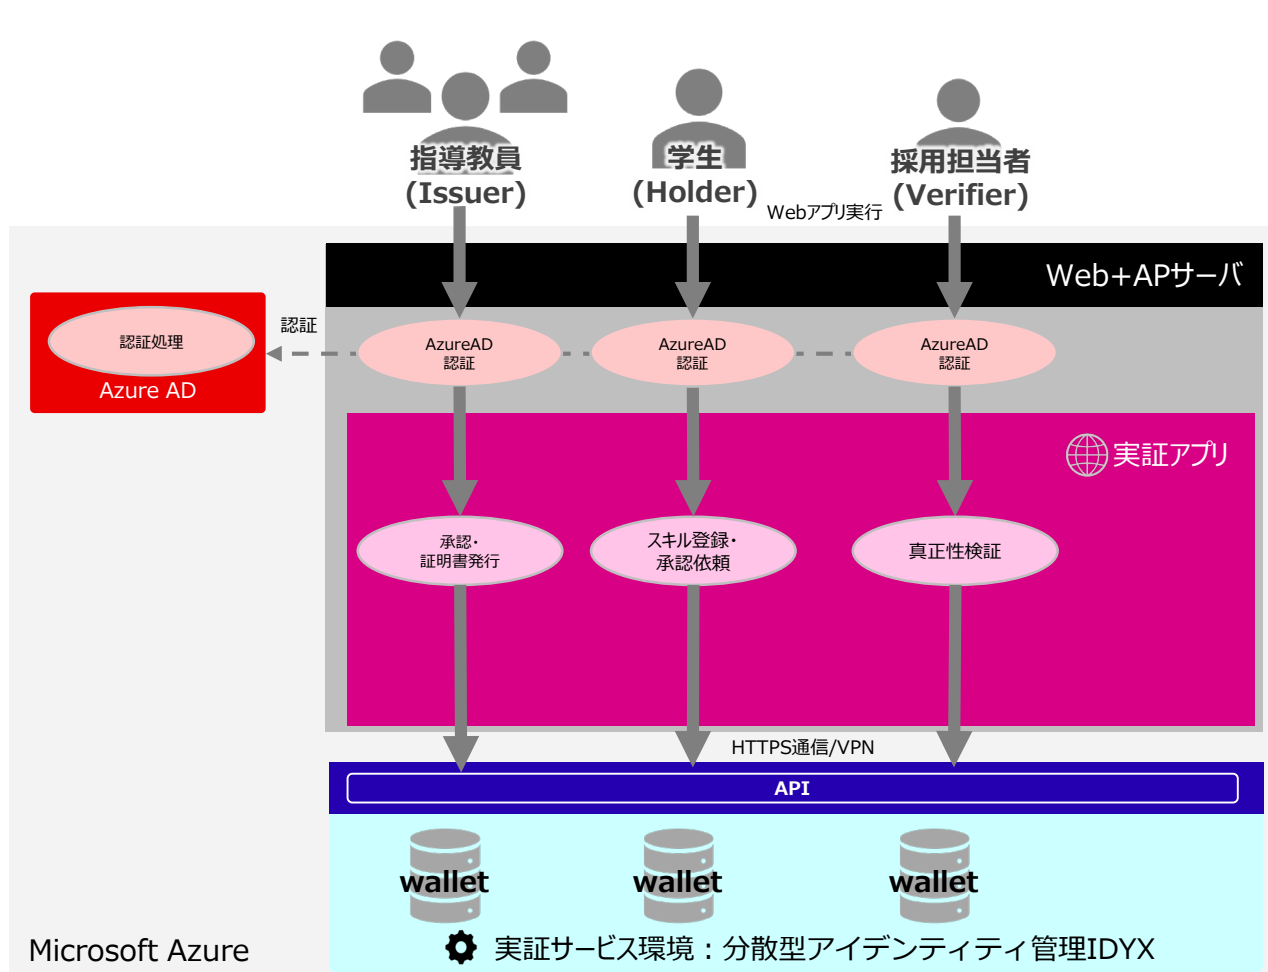 指導教員
(Issuer)
学生
(Holder)
採用担当者
(Verifier)
Webアプリ実行
Web+APサーバ
認証処理
Azure AD
認証
AzureAD
認証
AzureAD
認証
AzureAD
認証
実証アプリ
承認・
証明書発行
スキル登録・
承認依頼
真正性検証
HTTPS通信/VPN
API
wallet
wallet
wallet
Microsoft Azure
実証サービス環境：分散型アイデンティティ管理IDYX